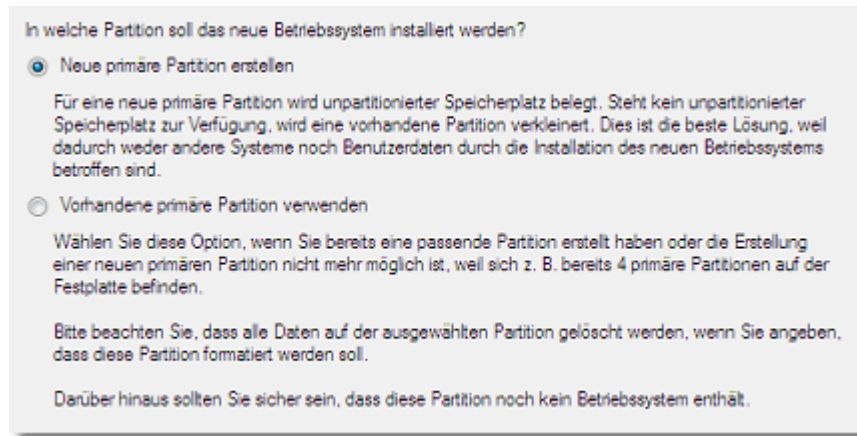 In welche Partition soll das neue Betriebssystem installiert werden?
Neue primäre Partition erstellen
Für eine neue primäre Partition wird unpartitionierter Speicherplatz belegt. Steht kein unpartitionierter
Speicherplatz zur Verfügung, wird eine vorhandene Partition verkleinert. Dies ist die beste Lösung, weil
dadurch weder andere Systeme noch Benutzerdaten durch die Installation des neuen Betriebssystems
betroffen sind.
Vorhandene primäre Partition verwenden
Wählen Sie diese Option, wenn Sie bereits eine passende Partition erstellt haben oder die Erstellung
einer neuen primären Partition nicht mehr möglich ist, weil sich z. B. bereits 4 primäre Partitionen auf der
Festplatte befinden.
Bitte beachten Sie, dass alle Daten auf der ausgewählten Partition gelöscht werden, wenn Sie angeben,
dass diese Partition formatiert werden soll.
Darüber hinaus sollten Sie sicher sein, dass diese Partition noch kein Betriebssystem enthält.